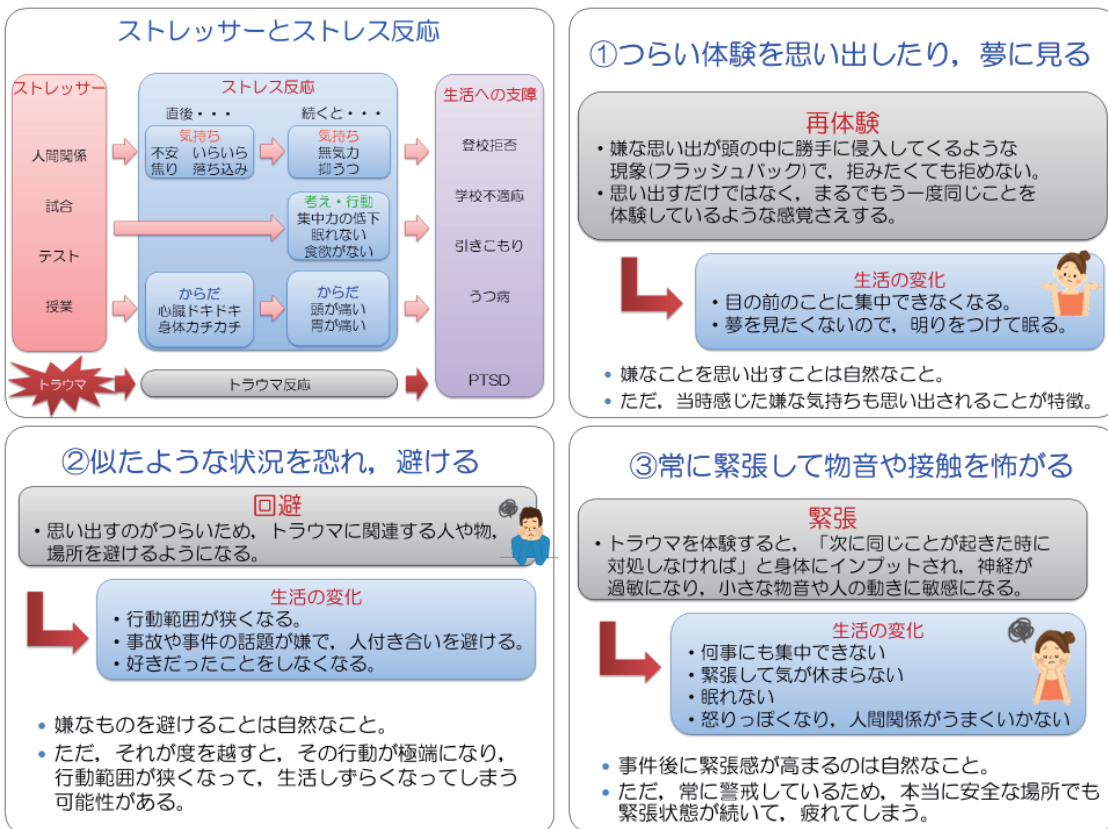 ストレッサーとストレス反応
ストレッサー
人間関係
試合
テスト
授業
トラウマ
ストレス反応
直後・・・
続くと・・・
気持ち
不安 いらいら
焦り 落ち込み
気持ち
無気力
抑うつ
考え・行動
集中力の低下
眠れない
食欲がない
からだ
心臓ドキドキ
身体カチカチ
からだ
頭が痛い
胃が痛い
トラウマ反応
生活への支障
登校拒否
学校不適応
引きこもり
うつ病
PTSD
①つらい体験を思い出したり，夢に見る
再体験
・嫌な思い出が頭の中に勝手に侵入してくるような
現象(フラッシュバック)で，拒みたくても拒めない。
・思い出すだけではなく，まるでもう一度同じことを
体験しているような感覚さえする。
生活の変化
・目の前のことに集中できなくなる。
・夢を見たくないので，明りをつけて眠る。
• 嫌なことを思い出すことは自然なこと。
• ただ，当時感じた嫌な気持ちも思い出されることが特徴。
②似たような状況を恐れ，避ける
回避
・思い出すのがつらいため，トラウマに関連する人や物，
場所を避けるようになる。
生活の変化
・行動範囲が狭くなる。
・事故や事件の話題が嫌で，人付き合いを避ける。
・好きだったことをしなくなる。
• 嫌なものを避けることは自然なこと。
• ただ，それが度を越すと，その行動が極端になり，
行動範囲が狭くなって，生活しずらくなってしまう
可能性がある。
③常に緊張して物音や接触を怖がる
緊張
・トラウマを体験すると，「次に同じことが起きた時に
対処しなければ」と身体にインプットされ，神経が
過敏になり，小さな物音や人の動きに敏感になる。
生活の変化
・何事にも集中できない
・緊張して気が休まらない
・眠れない
・怒りっぽくなり，人間関係がうまくいかない
• 事件後に緊張感が高まるのは自然なこと。
• ただ，常に警戒しているため，本当に安全な場所でも
緊張状態が続いて，疲れてしまう。